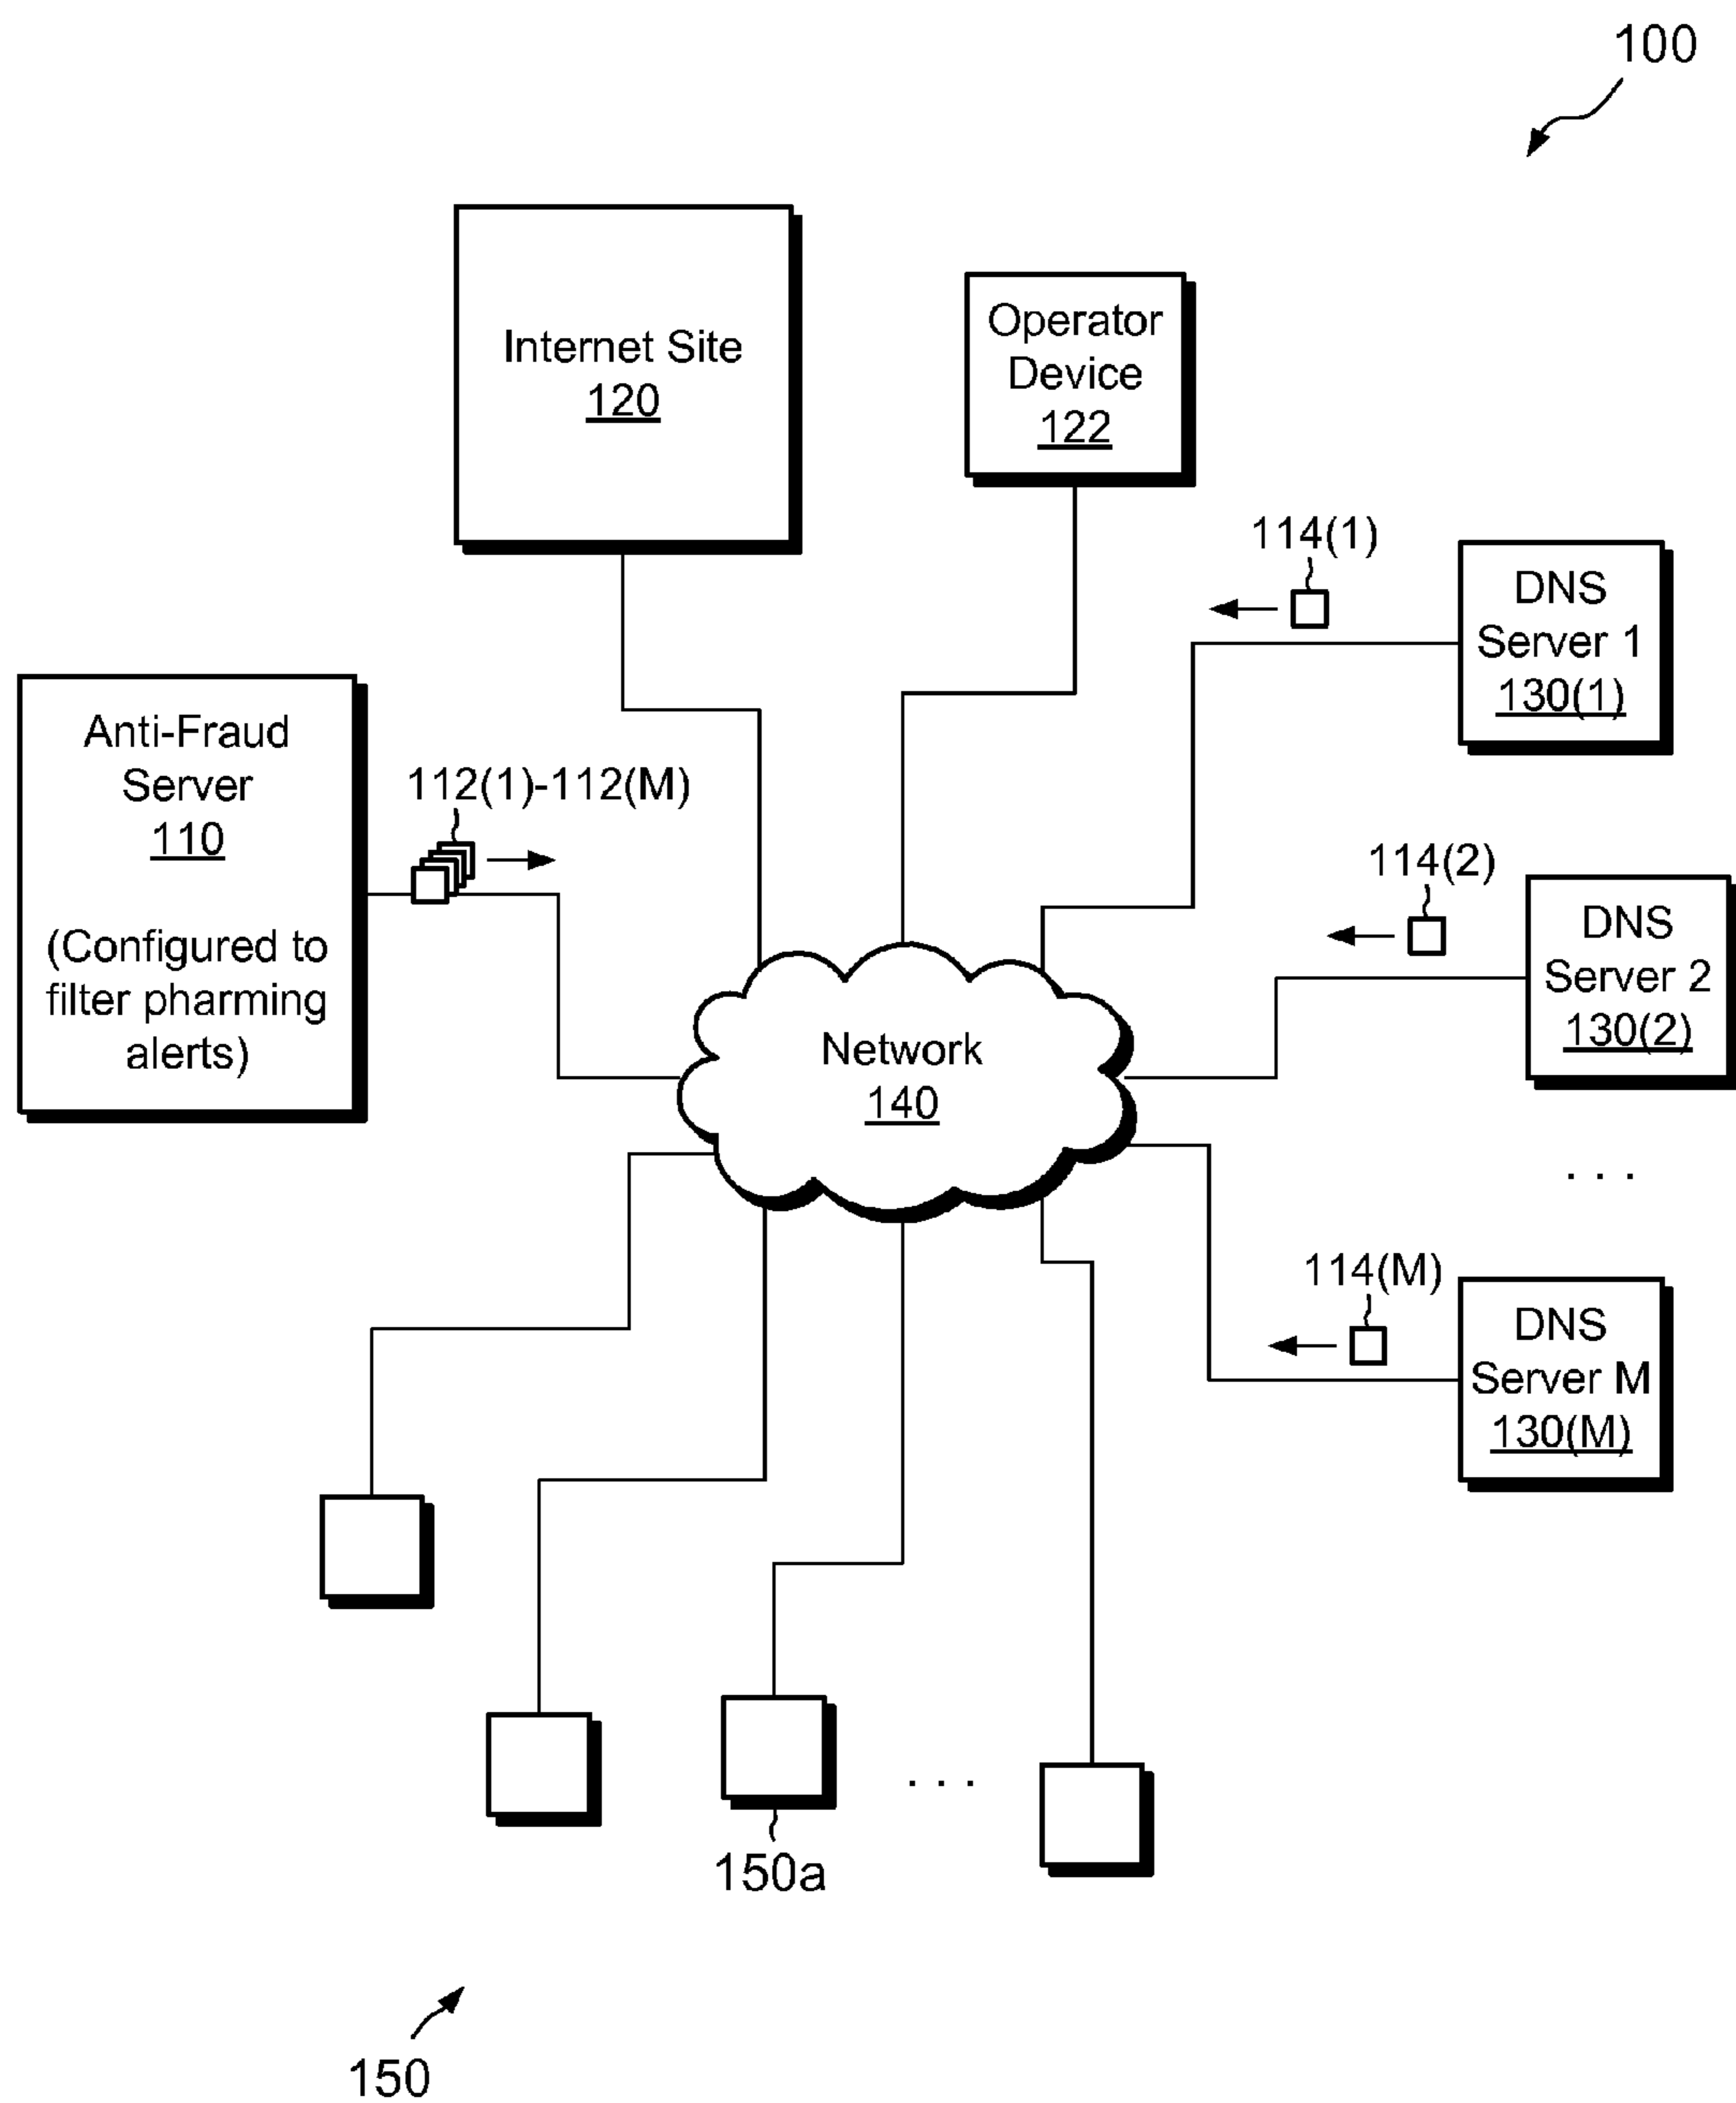 100
Internet Site
120
Operator
Device
122
114(1)
DNS
Server 1
130(1)
Anti-Fraud
Server
110
(Configured to
filter pharming
alerts)
112(1)-112(M)
114(2)
DNS
Server 2
130(2)
Network
140
. . .
114(M)
DNS
Server M
130(M)
. . .
150a
150